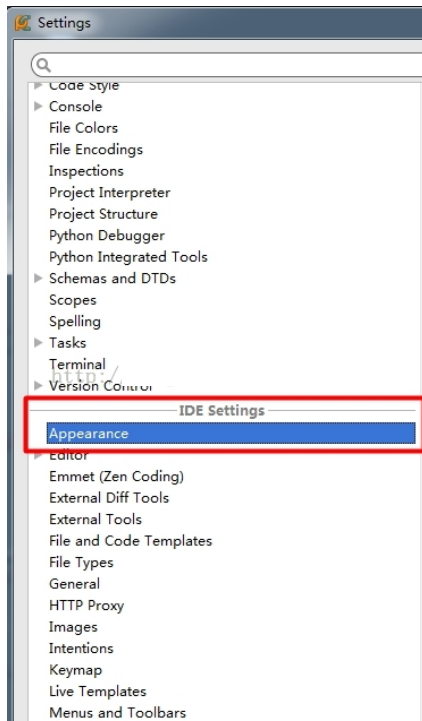 Settings
Code Style
Console
File Colors
File Encodings
Inspections
Project Interpreter
Project Structure
Python Debugger
Python Integrated Tools
Schemas and DTDs
Scopes
Spelling
Tasks
Terminal
http:/
Version Control
IDE Settings
Appearance
Editor
Emmet (Zen Coding)
External Diff Tools
External Tools
File and Code Templates
File Types
General
HTTP Proxy
Images
Intentions
Keymap
Live Templates
Menus and Toolbars